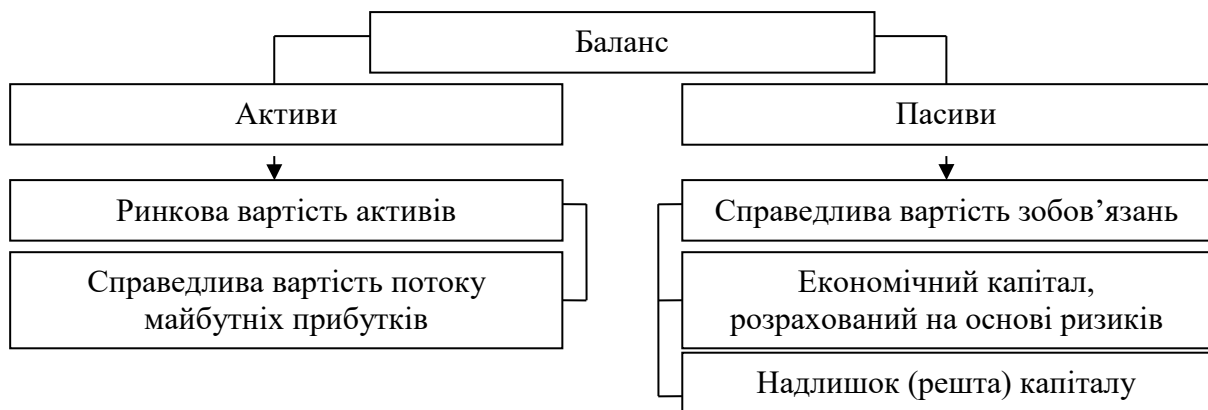 Баланс
Активи
Пасиви
Ринкова вартість активів
Справедлива вартість потоку
майбутніх прибутків
Справедлива вартість зобов’язань
Економічний капітал,
розрахований на основі ризиків
Надлишок (решта) капіталу